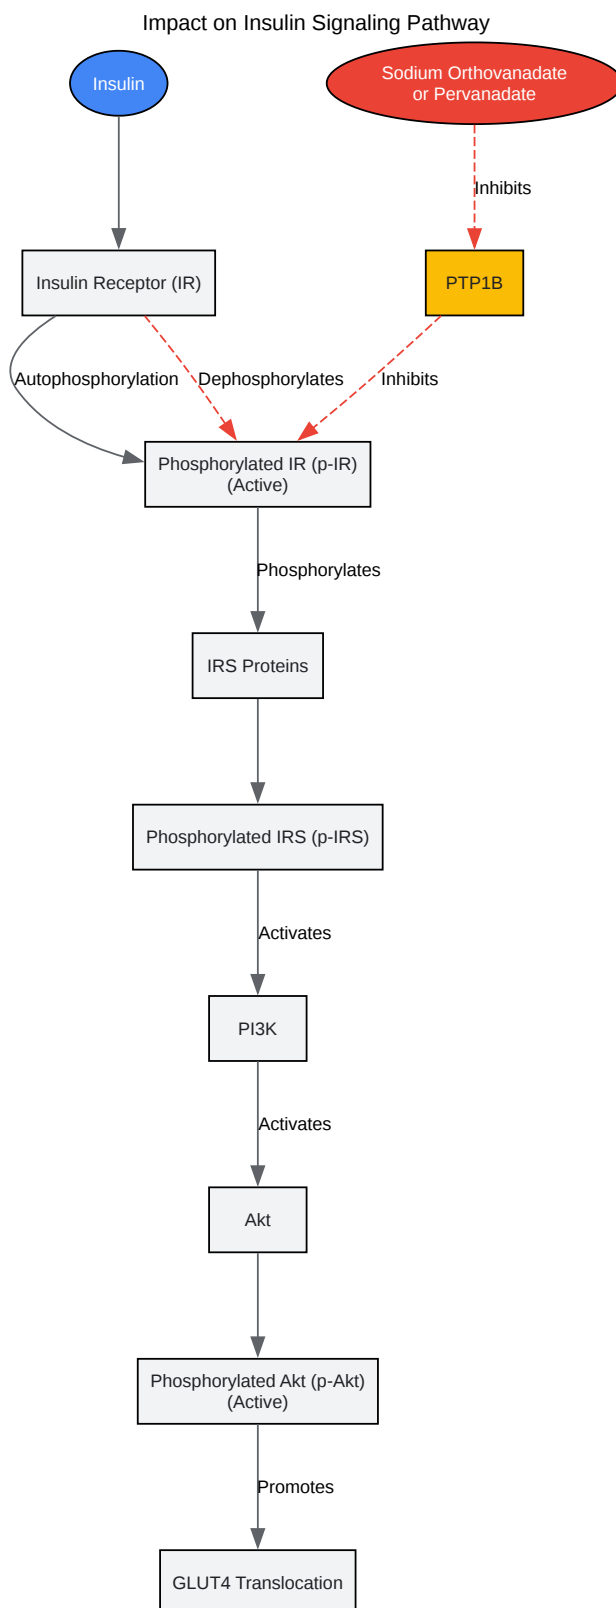 Impact on Insulin Signaling Pathway
Insulin
Sodium Orthovanadate
or Pervanadate
Inhibits
Insulin Receptor (IR)
PTP1B
Autophosphorylation
Dephosphorylates
Inhibits
Phosphorylated IR (p-IR)
(Active)
Phosphorylates
IRS Proteins
Phosphorylated IRS (p-IRS)
Activates
PI3K
Activates
Akt
Phosphorylated Akt (p-Akt)
(Active)
Promotes
GLUT4 Translocation